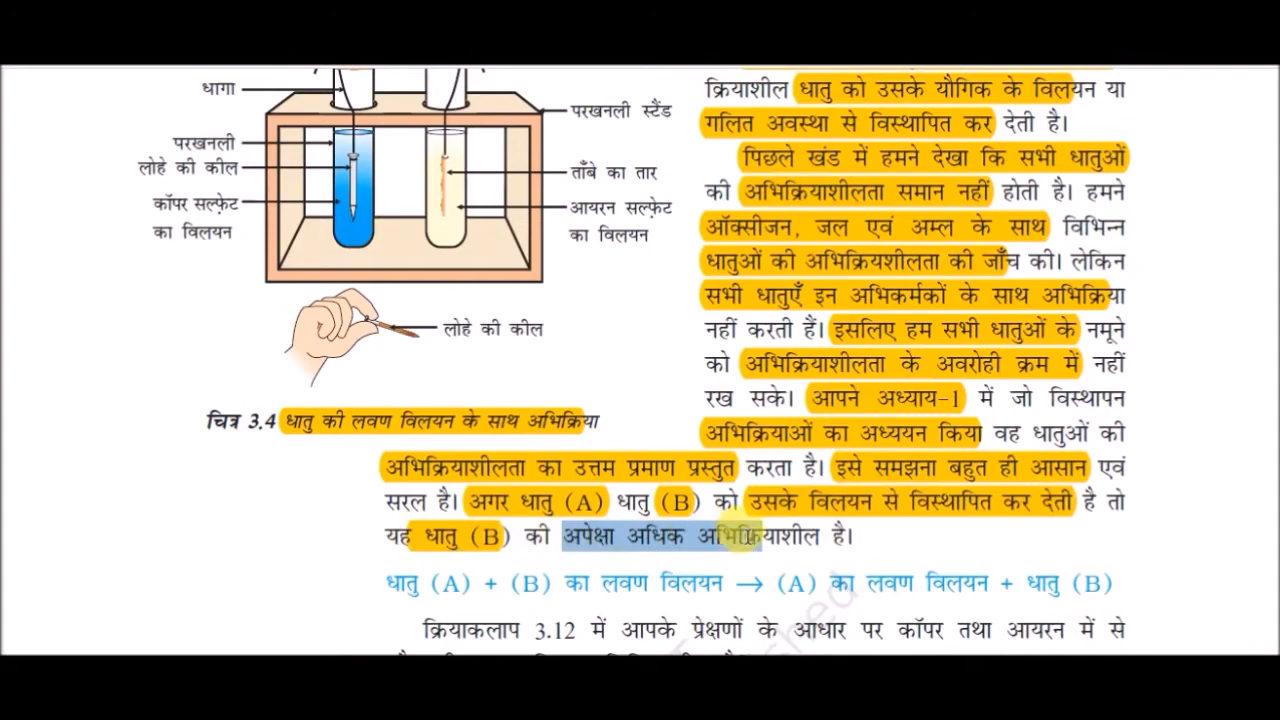 धागा
परखनली स्टैंड
परखनली
लोहे की कील
कॉपर सल्फ़ेट
का विलयन
ताँबे का तार
आयरन सल्फ़ेट
का विलयन
लोहे की कील
चित्र 3.4 धातु की लवण विलयन के साथ अभिक्रिया
क्रियाशील धातु को उसके यौगिक के विलयन या
गलित अवस्था से विस्थापित कर देती है।
पिछले खंड में हमने देखा कि सभी धातुओं
की अभिक्रियाशीलता समान नहीं होती है। हमने
ऑक्सीजन, जल एवं अम्ल के साथ विभिन्न
धातुओं की अभिक्रियशीलता की जाँच की। लेकिन
सभी धातुएँ इन अभिकर्मकों के साथ अभिक्रिया
नहीं करती हैं। इसलिए हम सभी धातुओं के नमूने
को अभिक्रियाशीलता के अवरोही क्रम में नहीं
रख सके। आपने अध्याय-1 में जो विस्थापन
अभिक्रियाओं का अध्ययन किया वह धातुओं की
अभिक्रियाशीलता का उत्तम प्रमाण प्रस्तुत करता है। इसे समझना बहुत ही आसान एवं
सरल है। अगर धातु (A) धातु (B) को उसके विलयन से विस्थापित कर देती है तो
यह धातु (B) की अपेक्षा अधिक अभिक्रियाशील है।
धातु (A) + (B) का लवण विलयन → (A) का लवण विलयन + धातु (B)
क्रियाकलाप 3.12 में आपके प्रेक्षणों के आधार पर कॉपर तथा आयरन में से